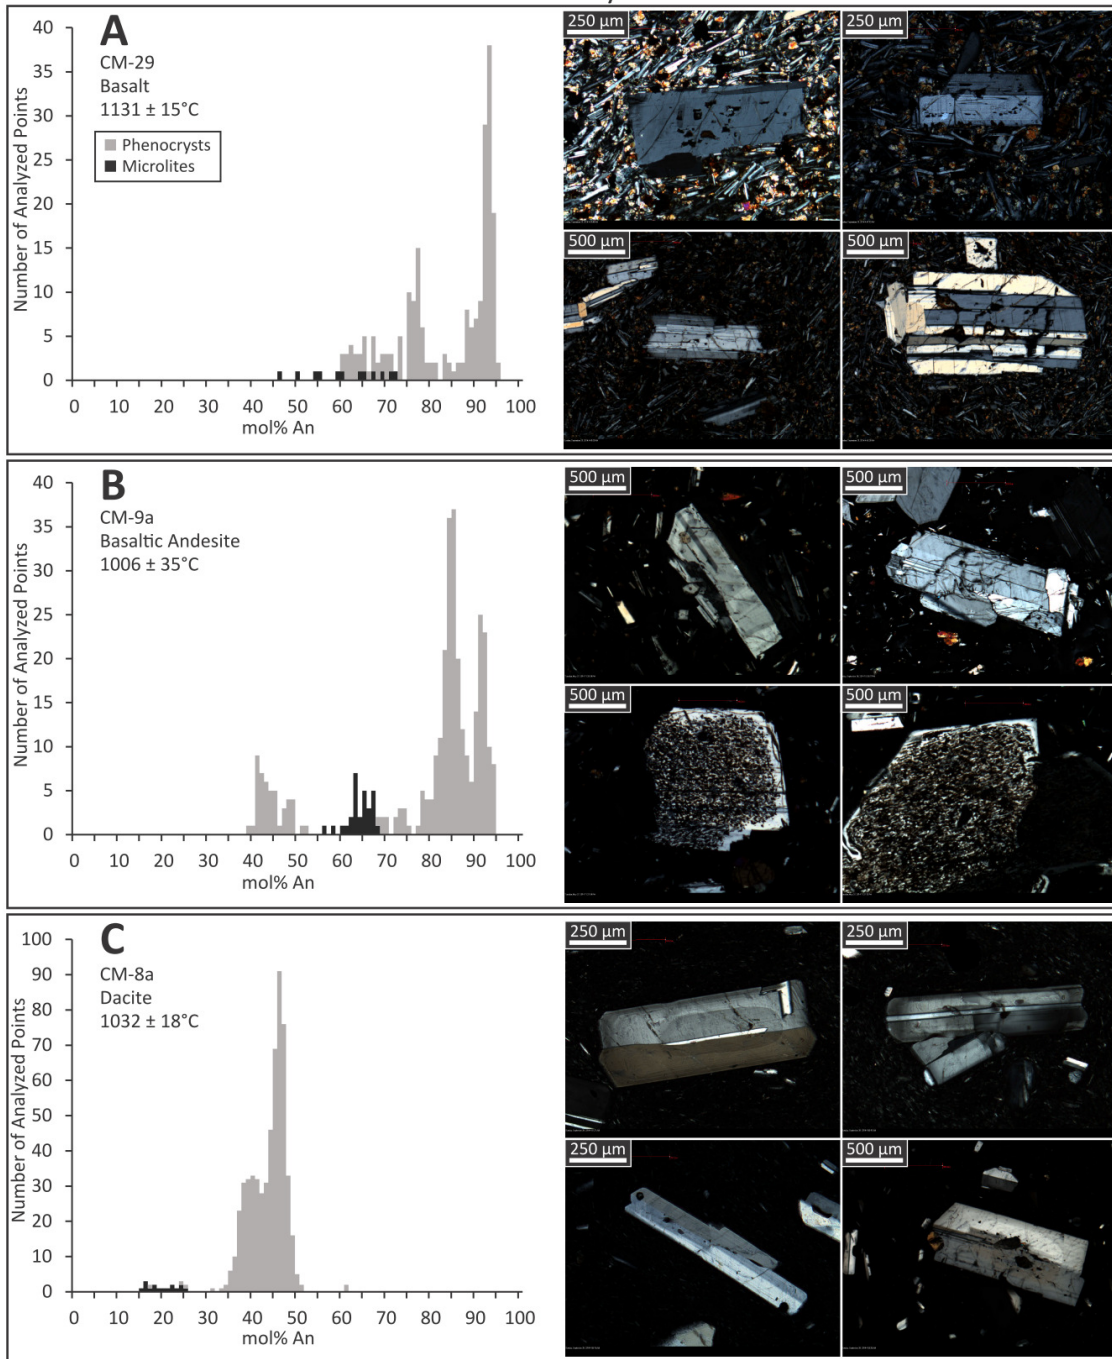 A
CM-29
Basalt
1131 ± 15°C
Phenocrysts
Microlites
Number of Analyzed Points
40
35
30
25
20
15
10
5
0
0 10 20 30 40 50 60 70 80 90 100
mol% An
250 µm
250 µm
500 µm
500 µm
B
CM-9a
Basaltic Andesite
1006 ± 35°C
Number of Analyzed Points
40
35
30
25
20
15
10
5
0
0 10 20 30 40 50 60 70 80 90 100
mol% An
500 µm
500 µm
500 µm
500 µm
C
CM-8a
Dacite
1032 ± 18°C
Number of Analyzed Points
100
90
80
70
60
50
40
30
20
10
0
0 10 20 30 40 50 60 70 80 90 100
mol% An
250 µm
250 µm
250 µm
500 µm